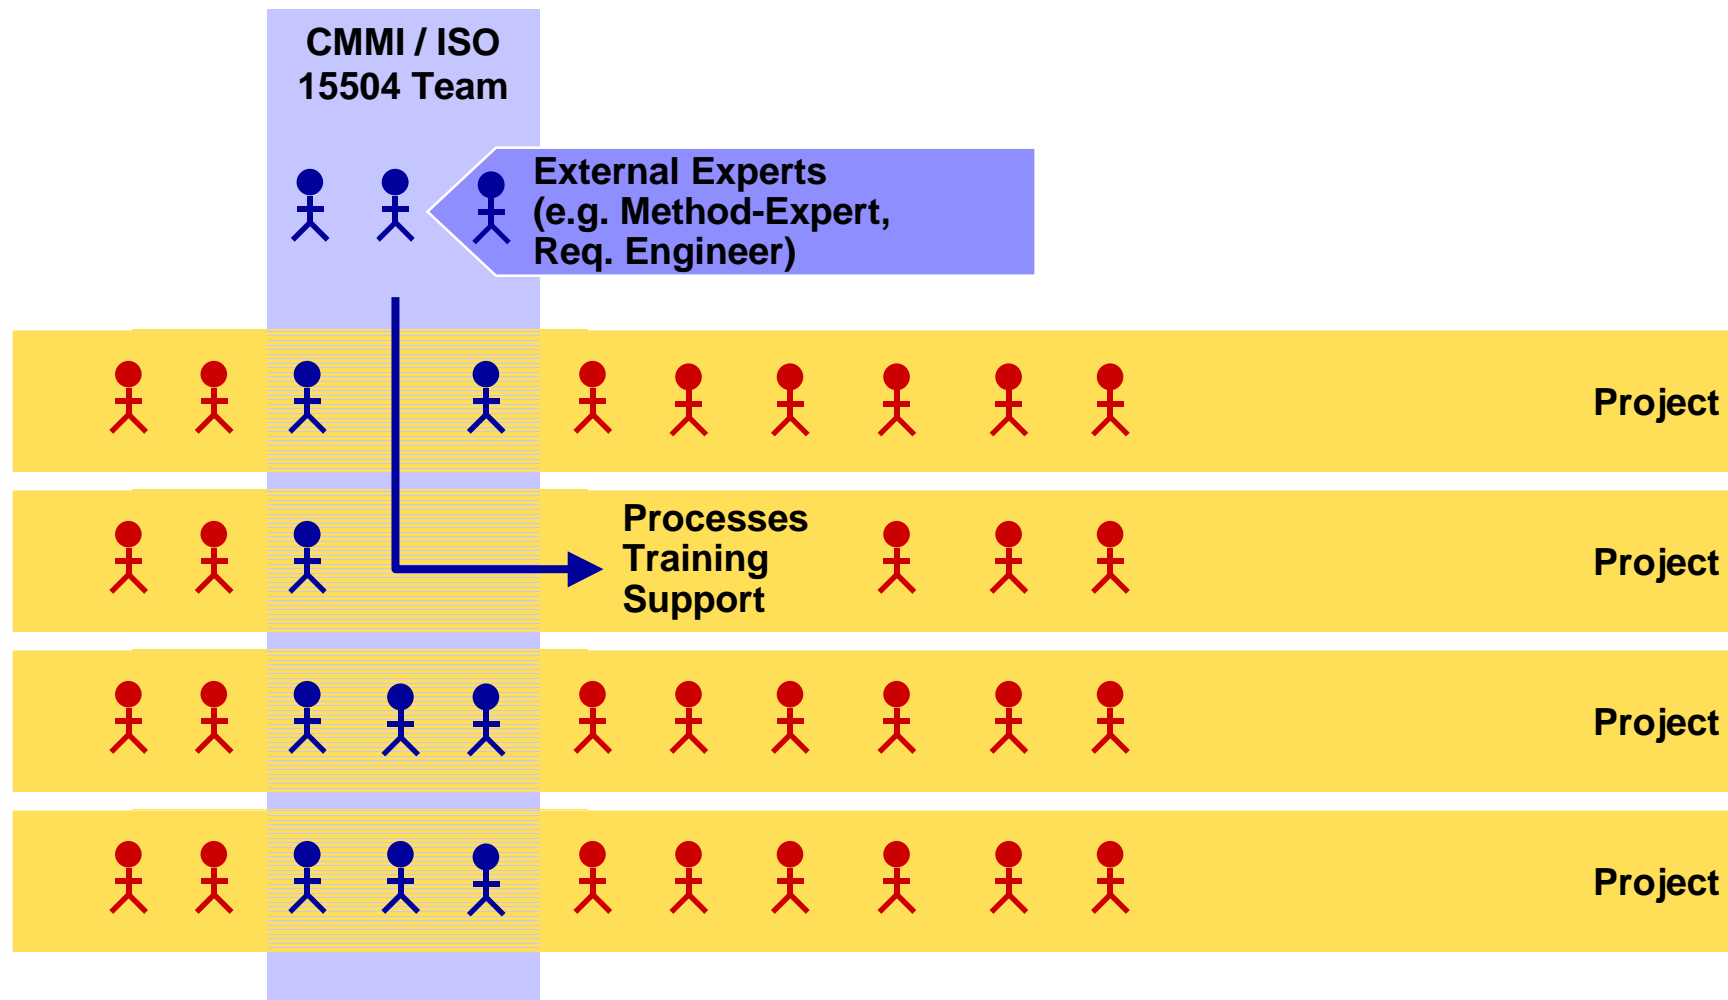 CMMI / ISO
15504 Team
External Experts
(e.g. Method-Expert,
Req. Engineer)
Project
Processes
Training
Support
Project
Project
Project